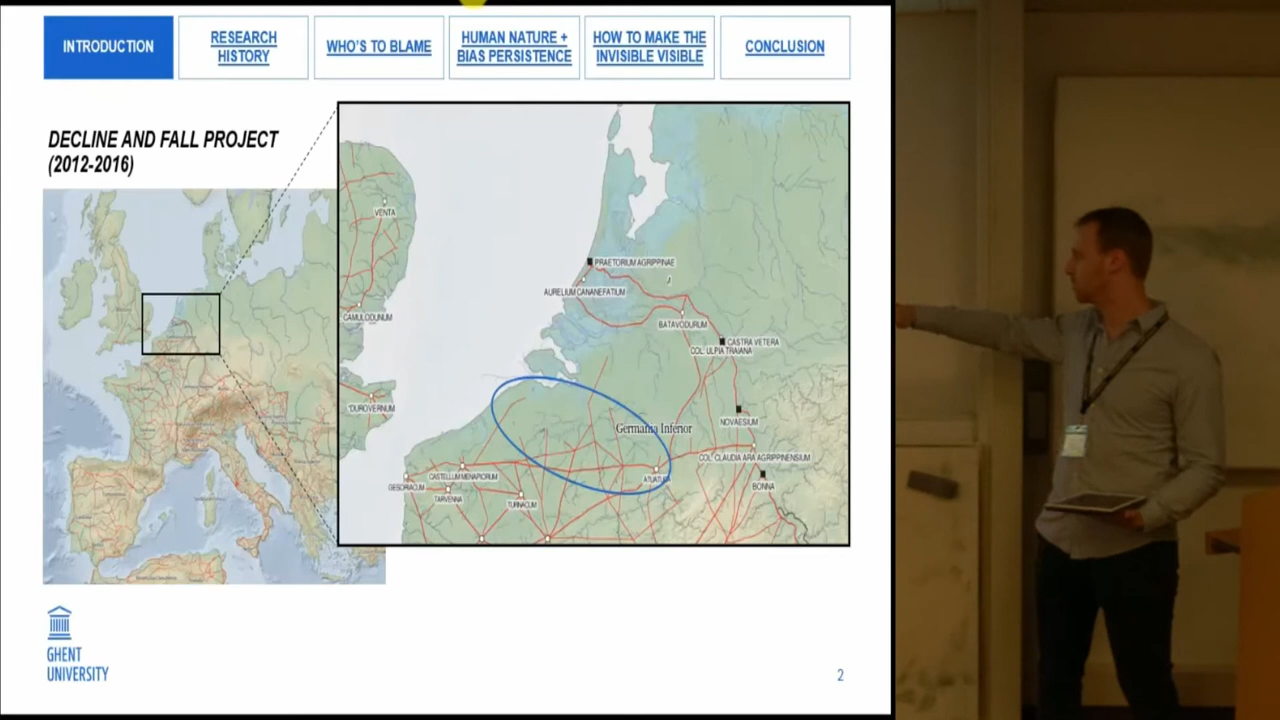 INTRODUCTION
RESEARCH
HISTORY
WHO'S TO BLAME
HUMAN NATURE +
BIAS PERSISTENCE
HOW TO MAKE THE
INVISIBLE VISIBLE
CONCLUSION
DECLINE AND FALL PROJECT
(2012-2016)
VENTA
CAMULODUNUM
DUROVERNUM
PRAETORIUM AGRIPPINAE
AURELIUM CANANEFATIUM
BATAVODURUM
CASTRA VETERA
COL. ULPIA TRAIANA
NOVAESIUM
Germania Inferior
COL. CLAUDIA ARA AGRIPPINENSIUM
BONNA
GESORIACUM
CASTELLUM MENAPIORUM
TARVENNA
TURNACUM
ATUATUCA
GHENT
UNIVERSITY
2